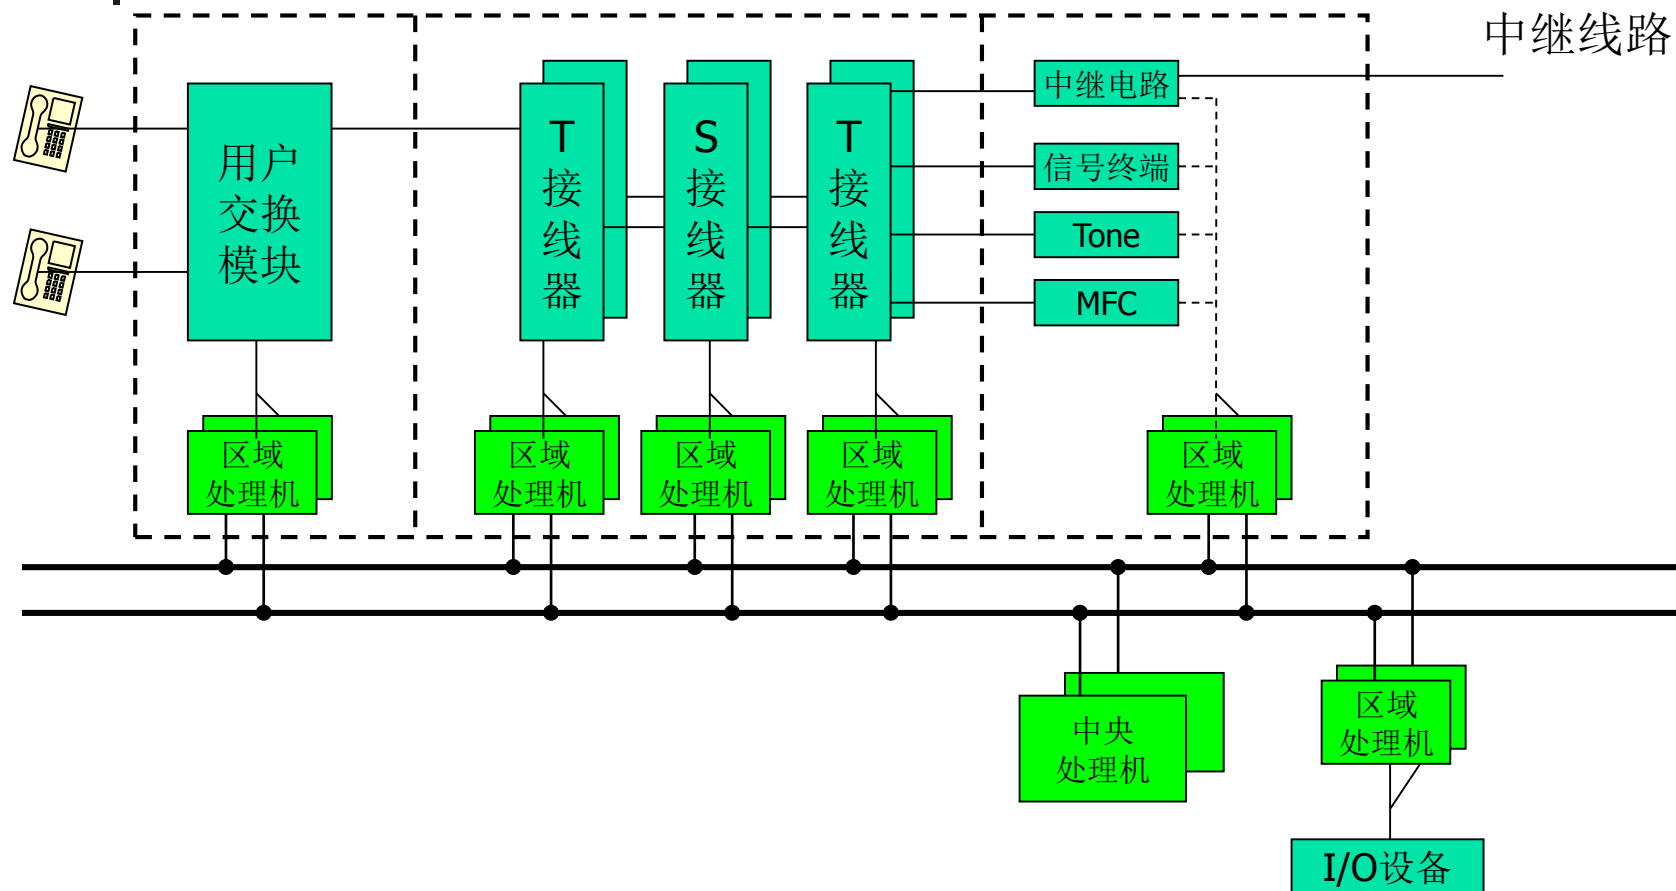 中继线路
用户
交换
模块
T
接
线
器
S
接
线
器
T
接
线
器
中继电路
信号终端
Tone
MFC
区域
处理机
区域
处理机
区域
处理机
区域
处理机
区域
处理机
中央
处理机
区域
处理机
I/O设备